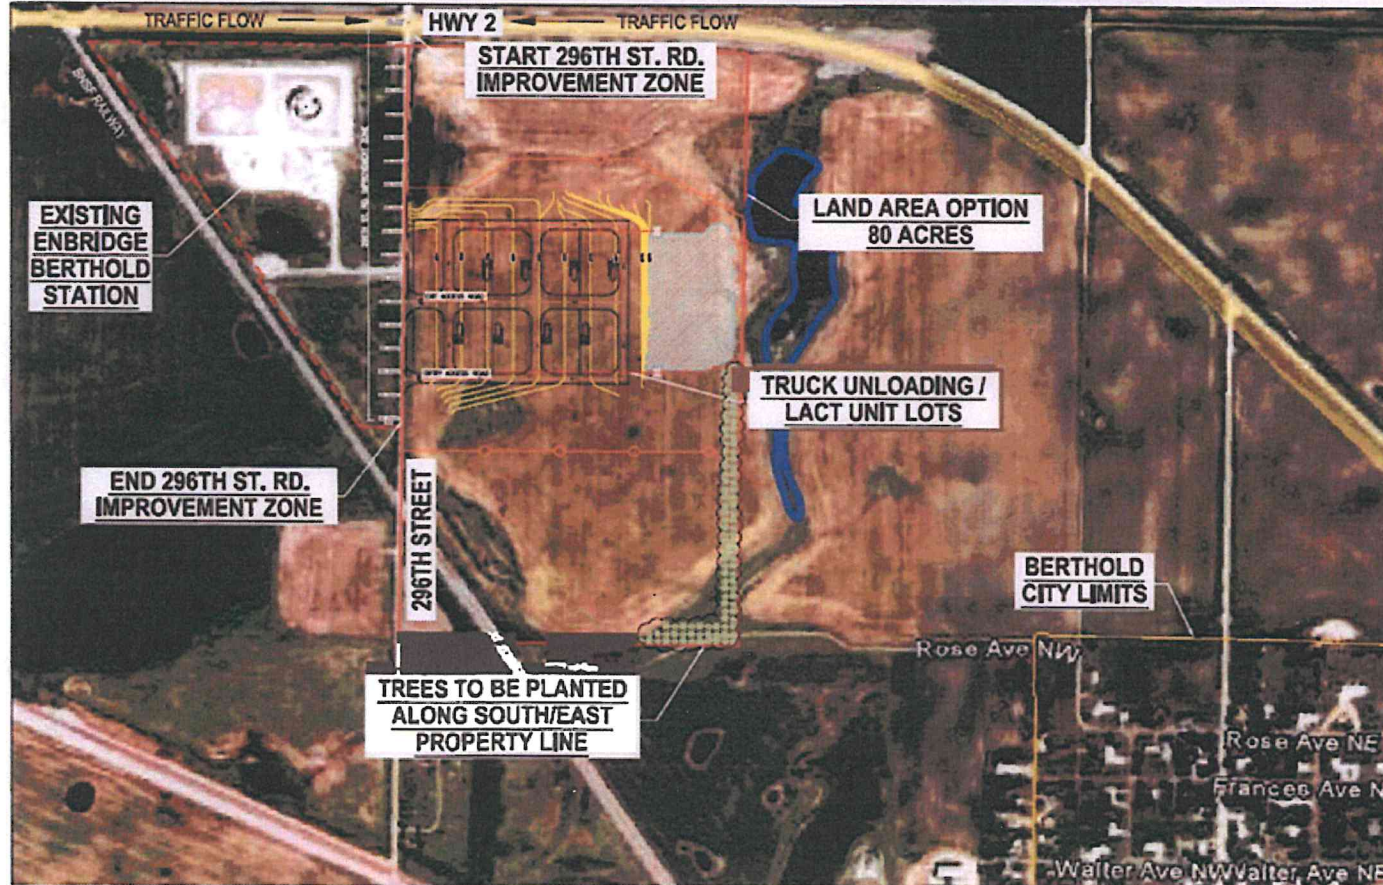 TRAFFIC FLOW
HWY 2
TRAFFIC FLOW
START 296TH ST. RD.
IMPROVEMENT ZONE
BNSF RAILWAY
EXISTING
ENBRIDGE
BERTHOLD
STATION
LAND AREA OPTION
80 ACRES
TRUCK UNLOADING /
LACT UNIT LOTS
END 296TH ST. RD.
IMPROVEMENT ZONE
296TH STREET
BERTHOLD
CITY LIMITS
Rose Ave NW
TREES TO BE PLANTED
ALONG SOUTH/EAST
PROPERTY LINE
Rose Ave NE
Frances Ave N
Walter Ave NW
Walter Ave NE